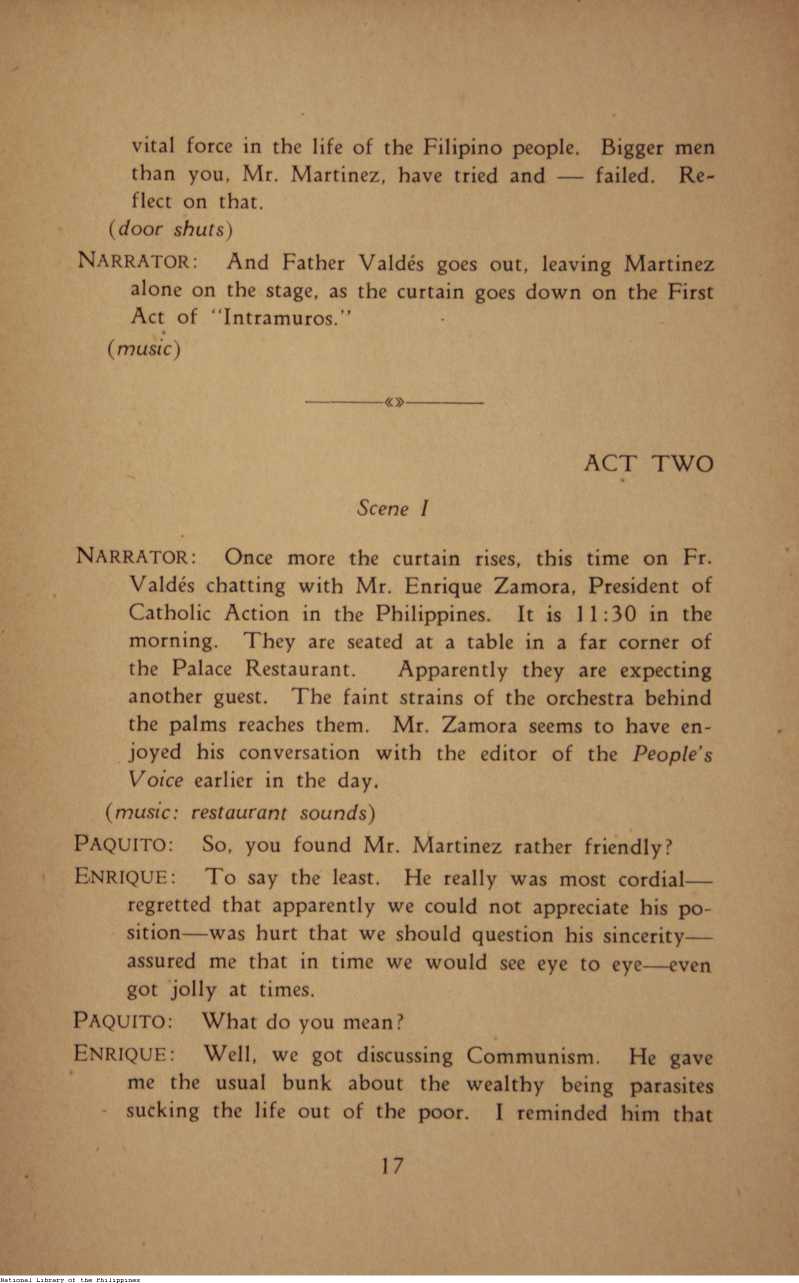 vital force in the life of the Filipino people. Bigger men
than you, Mr. Martinez, have tried and — failed. Re-
flect on that.
(door shuts)
NARRATOR: And Father Valdés goes out, leaving Martinez
alone on the stage, as the curtain goes down on the First
Act of "Intramuros."
(music)
«»
ACT TWO
Scene I
NARRATOR: Once more the curtain rises, this time on Fr.
Valdés chatting with Mr. Enrique Zamora, President of
Catholic Action in the Philippines. It is 11:30 in the
morning. They are seated at a table in a far corner of
the Palace Restaurant. Apparently they are expecting
another guest. The faint strains of the orchestra behind
the palms reaches them. Mr. Zamora seems to have en-
joyed his conversation with the editor of the People's
Voice earlier in the day.
(music: restaurant sounds)
PAQUITO: So, you found Mr. Martinez rather friendly?
ENRIQUE: To say the least. He really was most cordial—
regretted that apparently we could not appreciate his po-
sition—was hurt that we should question his sincerity—
assured me that in time we would see eye to eye—even
got jolly at times.
PAQUITO: What do you mean?
ENRIQUE: Well, we got discussing Communism. He gave
me the usual bunk about the wealthy being parasites
sucking the life out of the poor. I reminded him that
17
National Library of the Philippines